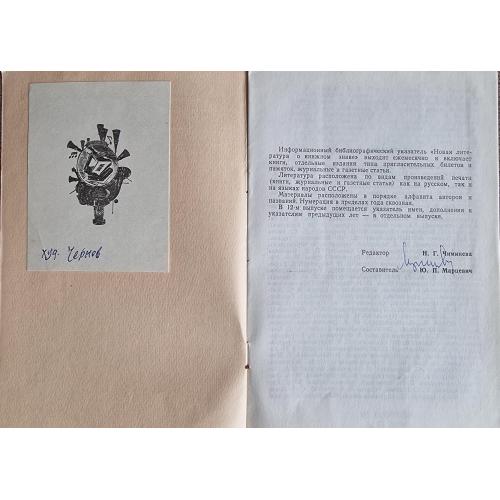 худ. Чернов
Информационный библиографический указатель «Новая лите-
ратура о книжном знаке» выходит ежемесячно и включает
книги, отдельные издания типа пригласительных билетов и
памяток, журнальные и газетные статьи.
Литература расположена по видам произведений печати
(книги, журнальные и газетные статьи) как на русском, так и
на языках народов СССР.
Материалы расположены в порядке алфавита авторов и
названий. Нумерация в пределах года сквозная.
В 12-м выпуске помещается указатель имен, дополнения к
указателям предыдущих лет — в отдельном выпуске.
Редактор Н. Г. Чимикова
Составитель Ю. П. Марцевич